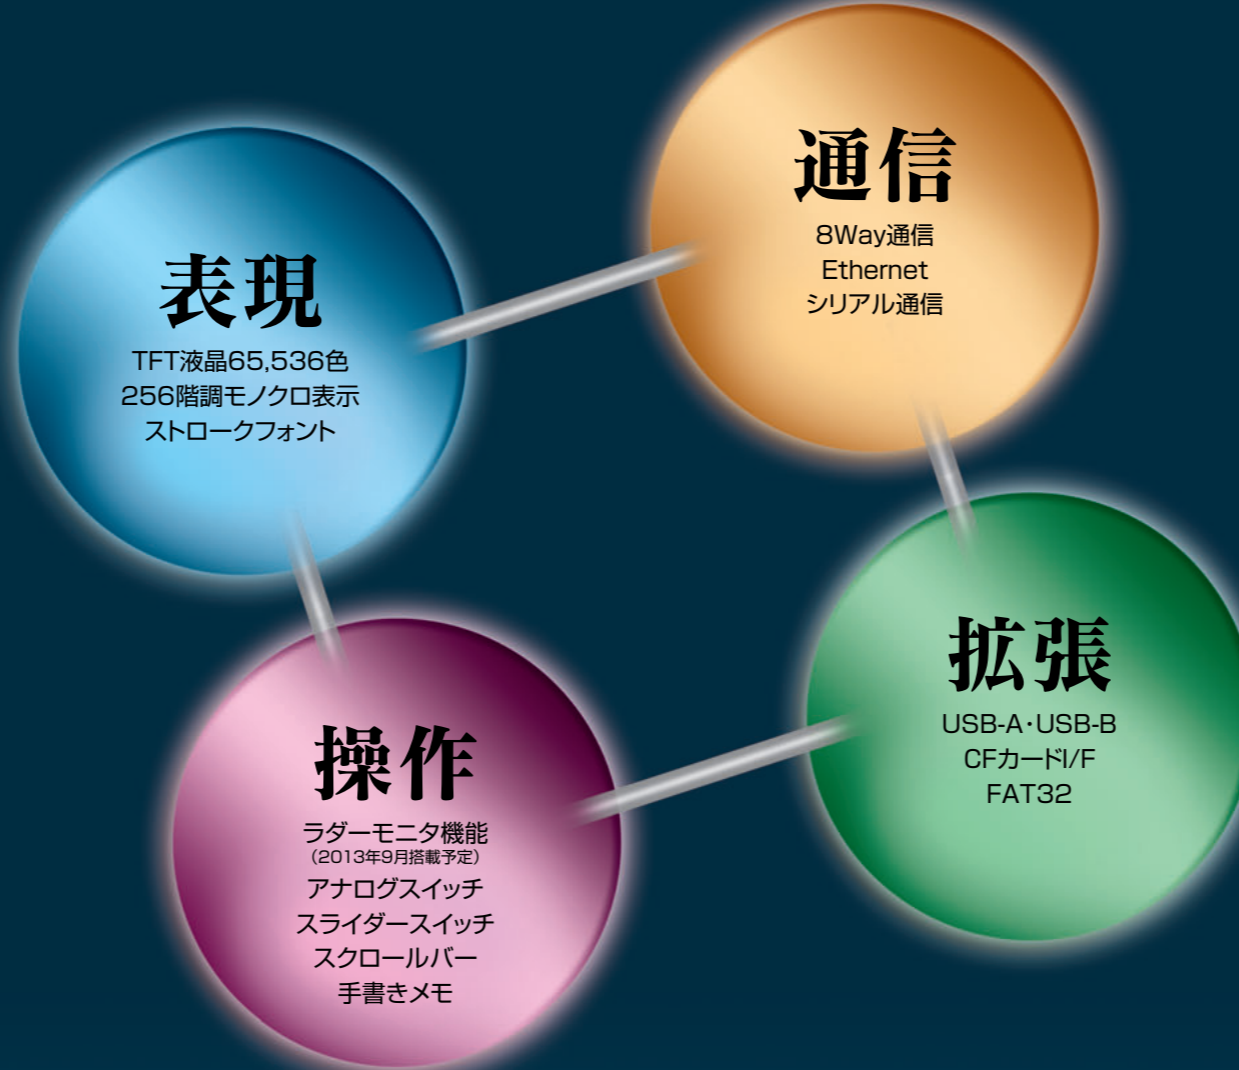 表現
TFT液晶65,536色
256階調モノクロ表示
ストロークフォント
通信
8Way通信
Ethernet
シリアル通信
操作
ラダーモニタ機能
（2013年9月搭載予定）
アナログスイッチ
スライダースイッチ
スクロールバー
手書きメモ
拡張
USB-A・USB-B
CFカードI/F
FAT32